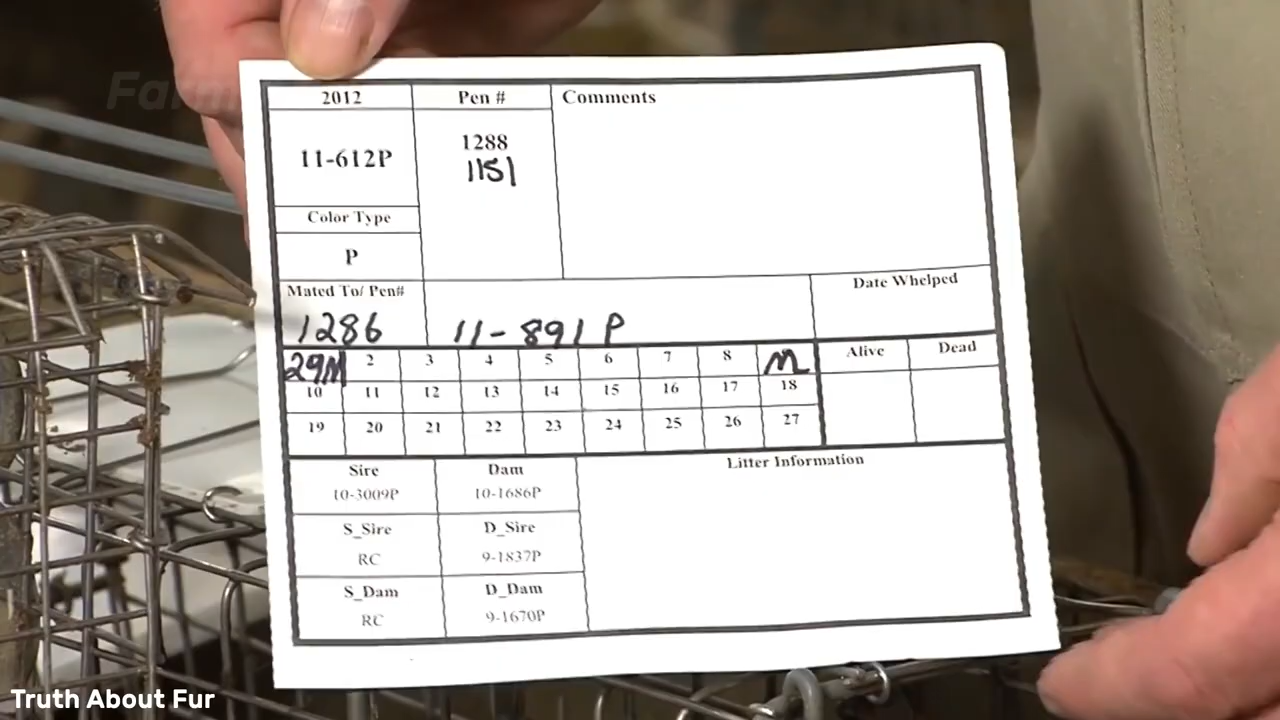 Farm
2012 Pen # Comments
11-612P 1288
1151
Color Type
P
Mated To/ Pen# Date Whelped
1286 11-891 P
29M 2 3 4 5 6 7 8 M Alive Dead
10 11 12 13 14 15 16 17 18
19 20 21 22 23 24 25 26 27
Sire Dam Litter Information
10-3009P 10-1686P
S_Sire D_Sire
RC 9-1837P
S_Dam D_Dam
RC 9-1670P
Truth About Fur